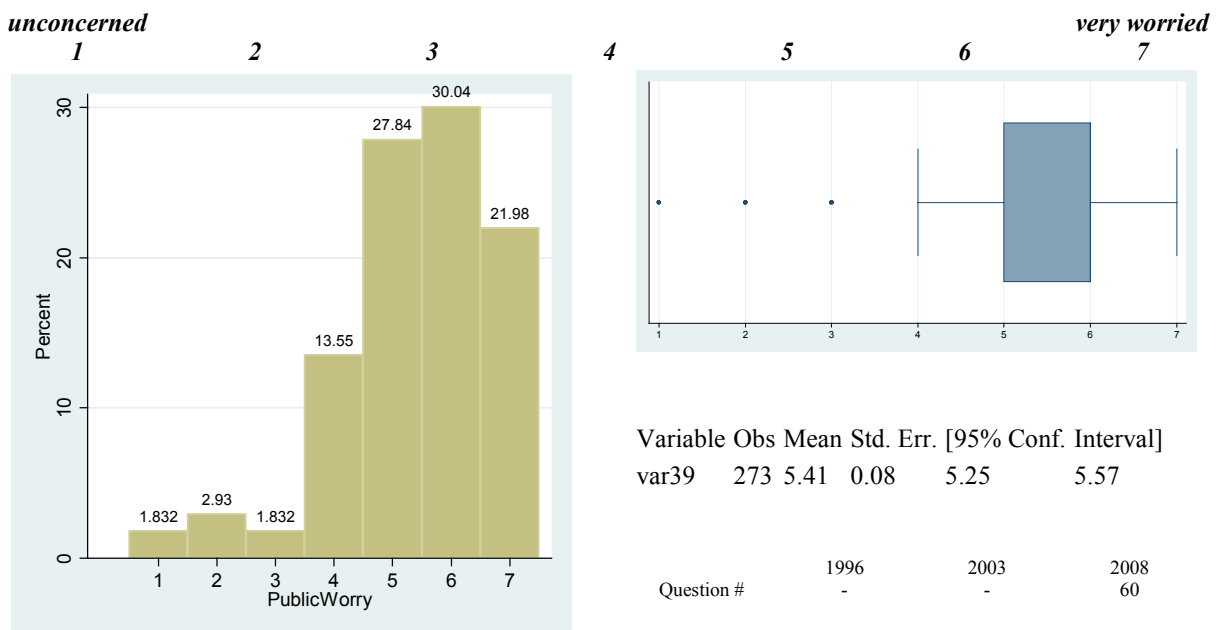 unconcerned very worried
1 2 3 4 5 6 7
30.04
27.84
21.98
13.55
1.832
2.93
1.832
30
20
10
0
Percent
1 2 3 4 5 6 7
PublicWorry
1 2 3 4 5 6 7
Variable Obs Mean Std. Err. [95% Conf. Interval]
var39 273 5.41 0.08 5.25 5.57
1996 2003 2008
Question # - - 60